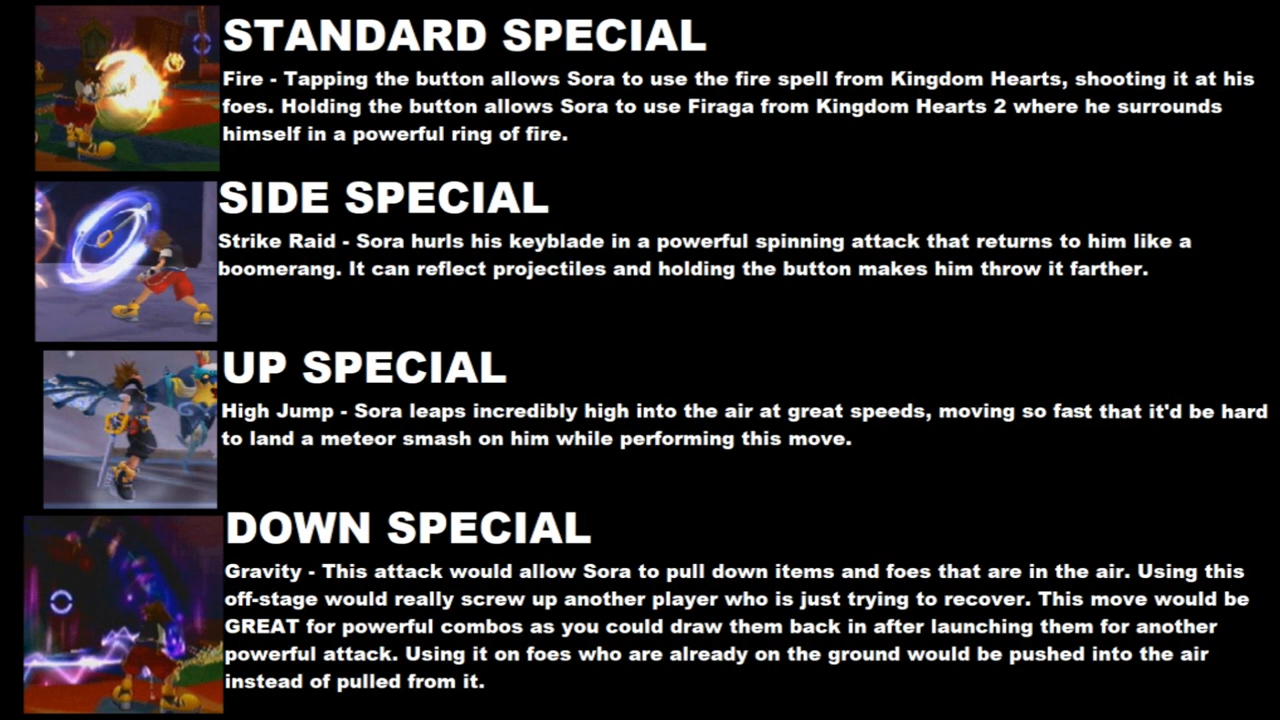 STANDARD SPECIAL
Fire - Tapping the button allows Sora to use the fire spell from Kingdom Hearts, shooting it at his
foes. Holding the button allows Sora to use Firaga from Kingdom Hearts 2 where he surrounds
himself in a powerful ring of fire.
SIDE SPECIAL
Strike Raid - Sora hurls his keyblade in a powerful spinning attack that returns to him like a
boomerang. It can reflect projectiles and holding the button makes him throw it farther.
UP SPECIAL
High Jump - Sora leaps incredibly high into the air at great speeds, moving so fast that it'd be hard
to land a meteor smash on him while performing this move.
DOWN SPECIAL
Gravity - This attack would allow Sora to pull down items and foes that are in the air. Using this
off-stage would really screw up another player who is just trying to recover. This move would be
GREAT for powerful combos as you could draw them back in after launching them for another
powerful attack. Using it on foes who are already on the ground would be pushed into the air
instead of pulled from it.